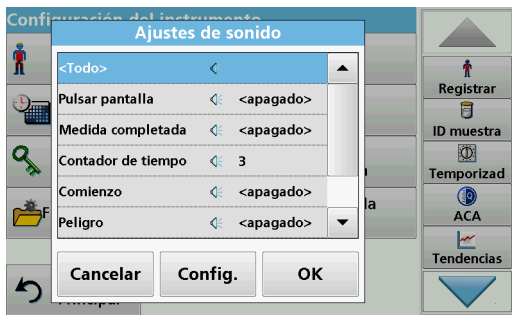 Configuración del instrumento
Ajustes de sonido
<Todo>
Pulsar pantalla <apagado>
Medida completada <apagado>
Contador de tiempo 3
Comienzo <apagado>
Peligro <apagado>
Cancelar Config. OK
Principal
Registrar
ID muestra
Temporizad
ACA
Tendencias